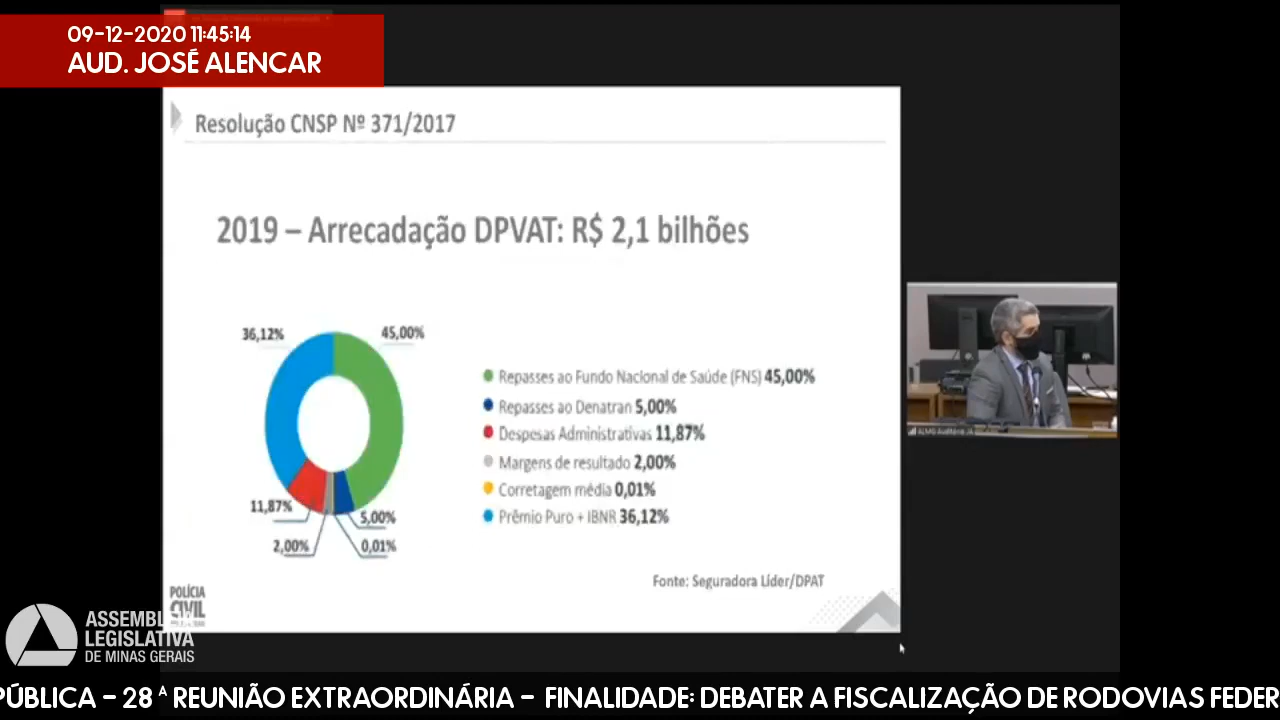 09-12-2020 11:45:14
AUD. JOSÉ ALENCAR
Resolução CNSP Nº 371/2017
2019 – Arrecadação DPVAT: R$ 2,1 bilhões
36,12%
45,00%
11,87%
5,00%
2,00%
0,01%
Repasses ao Fundo Nacional de Saúde (FNS) 45,00%
Repasses ao Denatran 5,00%
Despesas Administrativas 11,87%
Margens de resultado 2,00%
Corretagem média 0,01%
Prêmio Puro + IBNR 36,12%
Fonte: Seguradora Líder/DPAT
POLÍCIA
CIVIL
ASSEMBLEIA
LEGISLATIVA
DE MINAS GERAIS
PÚBLICA - 28ª REUNIÃO EXTRAORDINÁRIA - FINALIDADE: DEBATER A FISCALIZAÇÃO DE RODOVIAS FEDER